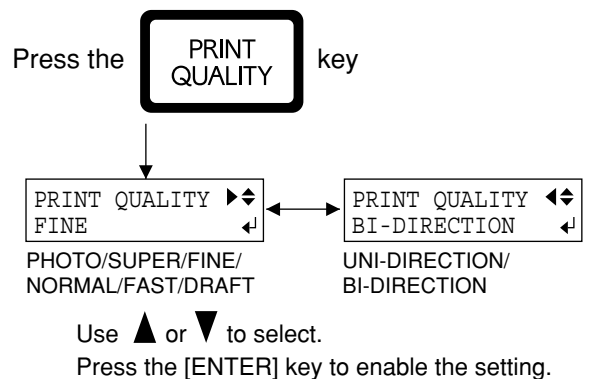 Press the PRINT QUALITY key
PRINT QUALITY ▶◆
FINE ↵
PHOTO/SUPER/FINE/
NORMAL/FAST/DRAFT
PRINT QUALITY ◀◆
BI-DIRECTION ↵
UNI-DIRECTION/
BI-DIRECTION
Use ▲ or ▼ to select.
Press the [ENTER] key to enable the setting.